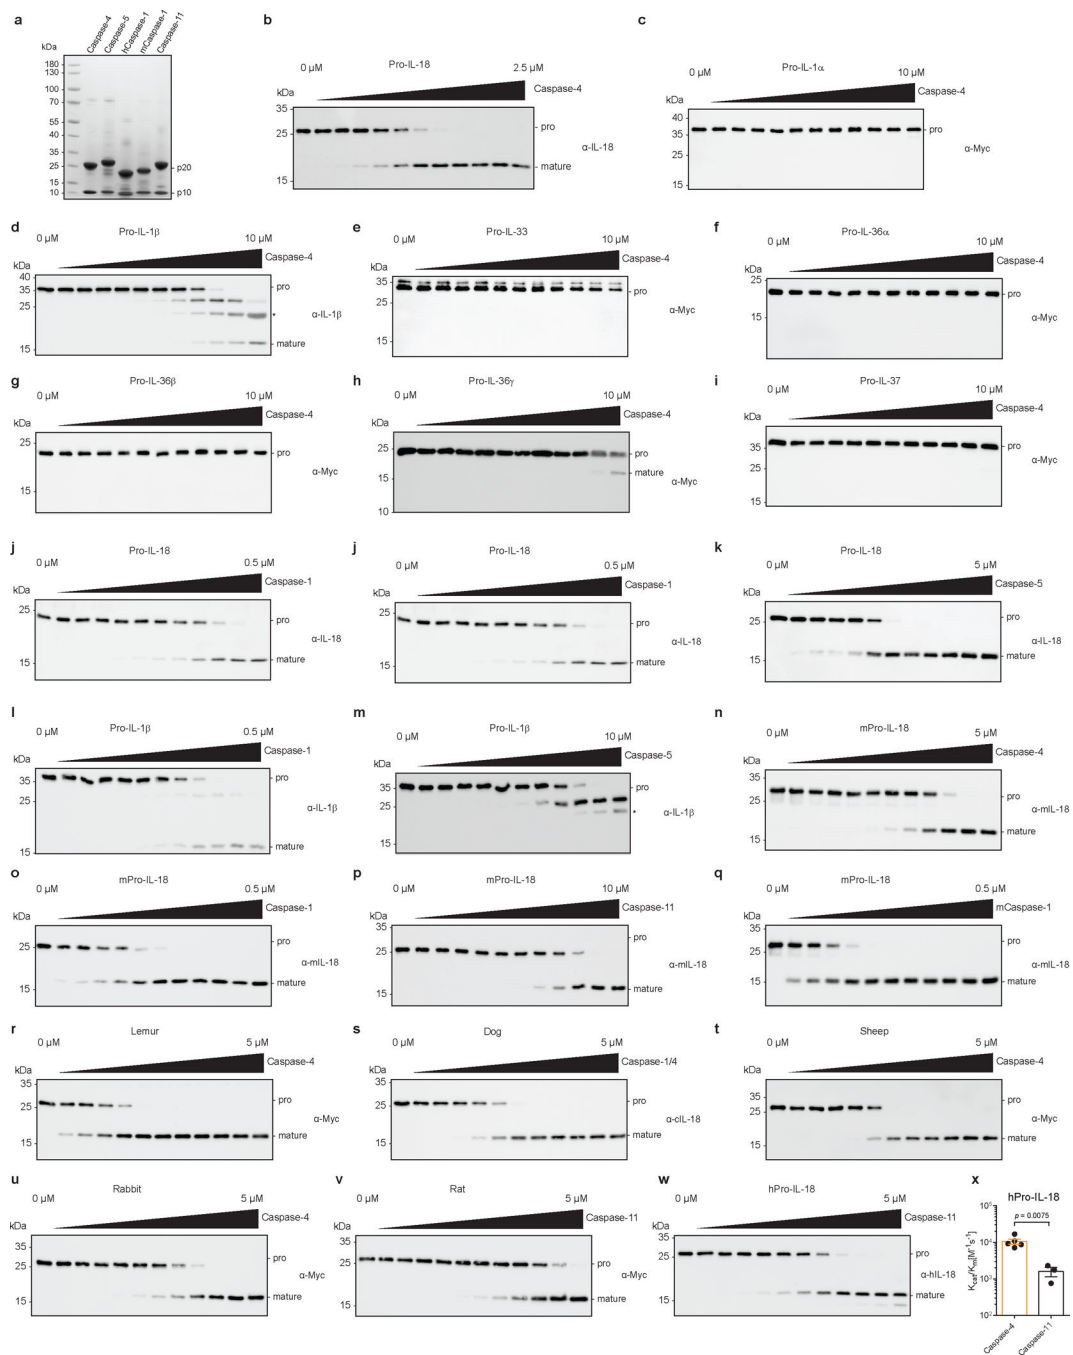 a
Caspase-4
Caspase-5
hCaspase-1
mCaspase-1
Caspase-11
kDa
180
130
100
70
55
40
35
25
15
10
p20
p10
b
Pro-IL-18
0 µM
2.5 µM
Caspase-4
kDa
35
25
15
pro
α-IL-18
mature
c
Pro-IL-1α
0 µM
10 µM
Caspase-4
kDa
40
35
25
15
pro
α-Myc
d
Pro-IL-1β
0 µM
10 µM
Caspase-4
kDa
40
35
25
15
pro
*
α-IL-1β
mature
e
Pro-IL-33
0 µM
10 µM
Caspase-4
kDa
35
25
15
pro
α-Myc
f
Pro-IL-36α
0 µM
10 µM
Caspase-4
kDa
25
15
pro
α-Myc
g
Pro-IL-36β
0 µM
10 µM
Caspase-4
kDa
25
15
pro
α-Myc
h
Pro-IL-36γ
0 µM
10 µM
Caspase-4
kDa
25
15
10
pro
mature
α-Myc
i
Pro-IL-37
0 µM
10 µM
Caspase-4
kDa
35
25
15
pro
α-Myc
j
Pro-IL-18
0 µM
0.5 µM
Caspase-1
kDa
25
15
pro
α-IL-18
mature
j
Pro-IL-18
0 µM
0.5 µM
Caspase-1
kDa
25
15
pro
α-IL-18
mature
k
Pro-IL-18
0 µM
5 µM
Caspase-5
kDa
25
15
pro
α-IL-18
mature
l
Pro-IL-1β
0 µM
0.5 µM
Caspase-1
kDa
35
25
15
pro
α-IL-1β
mature
m
Pro-IL-1β
0 µM
10 µM
Caspase-5
kDa
35
25
15
pro
*
α-IL-1β
n
mPro-IL-18
0 µM
5 µM
Caspase-4
kDa
35
25
15
pro
α-mIL-18
mature
o
mPro-IL-18
0 µM
0.5 µM
Caspase-1
kDa
35
25
15
pro
α-mIL-18
mature
p
mPro-IL-18
0 µM
10 µM
Caspase-11
kDa
35
25
15
pro
α-mIL-18
mature
q
mPro-IL-18
0 µM
0.5 µM
mCaspase-1
kDa
35
25
15
pro
α-mIL-18
mature
r
Lemur
0 µM
5 µM
Caspase-4
kDa
35
25
15
pro
α-Myc
mature
s
Dog
0 µM
5 µM
Caspase-1/4
kDa
35
25
15
pro
α-cIL-18
mature
t
Sheep
0 µM
5 µM
Caspase-4
kDa
35
25
15
pro
α-Myc
mature
u
Rabbit
0 µM
5 µM
Caspase-4
kDa
35
25
15
pro
α-Myc
mature
v
Rat
0 µM
5 µM
Caspase-11
kDa
35
25
15
pro
α-Myc
mature
w
hPro-IL-18
0 µM
5 µM
Caspase-11
kDa
35
25
15
pro
α-hIL-18
mature
x
hPro-IL-18
p = 0.0075
Kcat/Km[M⁻¹s⁻¹]
10⁵
10⁴
10³
10²
Caspase-4
Caspase-11